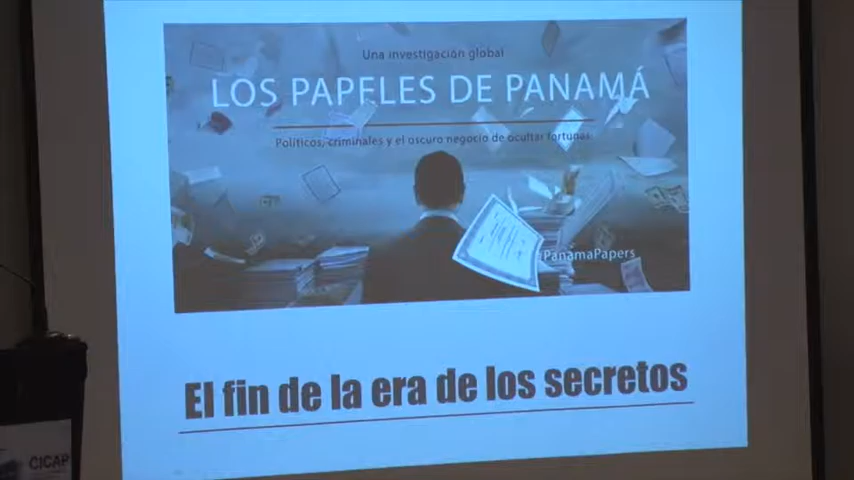 Una investigación global
LOS PAPELES DE PANAMÁ
Políticos, criminales y el oscuro negocio de ocultar fortunas
#PanamaPapers
El fin de la era de los secretos
CICAP